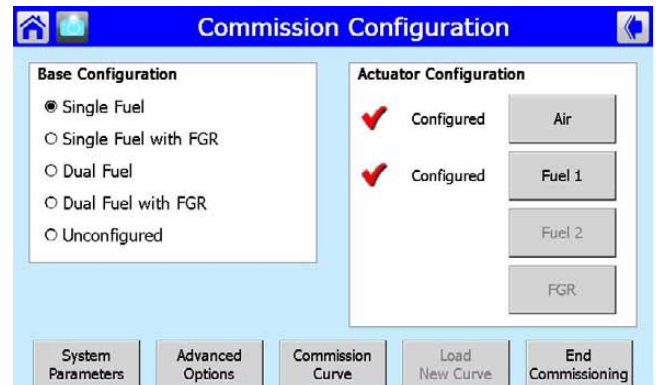 Commission Configuration
Base Configuration
Single Fuel
Single Fuel with FGR
Dual Fuel
Dual Fuel with FGR
Unconfigured
Actuator Configuration
Configured
Air
Configured
Fuel 1
Fuel 2
FGR
System
Parameters
Advanced
Options
Commission
Curve
Load
New Curve
End
Commissioning